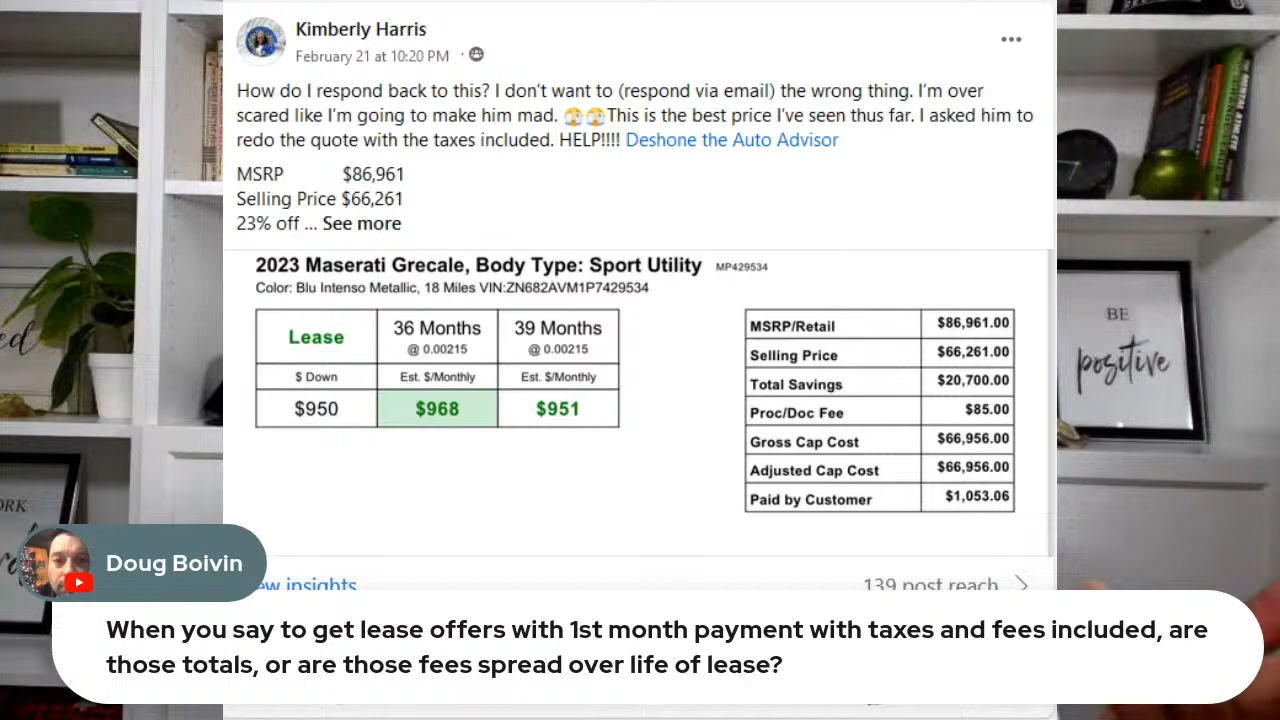 Kimberly Harris
February 21 at 10:20 PM ·
How do I respond back to this? I don't want to (respond via email) the wrong thing. I'm over
scared like I'm going to make him mad. 😳😳This is the best price I've seen thus far. I asked him to
redo the quote with the taxes included. HELP!!!! Deshone the Auto Advisor
MSRP $86,961
Selling Price $66,261
23% off ... See more
2023 Maserati Grecale, Body Type: Sport Utility MP429534
Color: Blu Intenso Metallic, 18 Miles VIN:ZN682AVM1P7429534
Lease 36 Months @ 0.00215 39 Months @ 0.00215
$ Down Est. $/Monthly Est. $/Monthly
$950 $968 $951
MSRP/Retail $86,961.00
Selling Price $66,261.00
Total Savings $20,700.00
Proc/Doc Fee $85.00
Gross Cap Cost $66,956.00
Adjusted Cap Cost $66,956.00
Paid by Customer $1,053.06
BE
positive
ORK
ew insights 139 post reach
Doug Boivin
When you say to get lease offers with 1st month payment with taxes and fees included, are
those totals, or are those fees spread over life of lease?